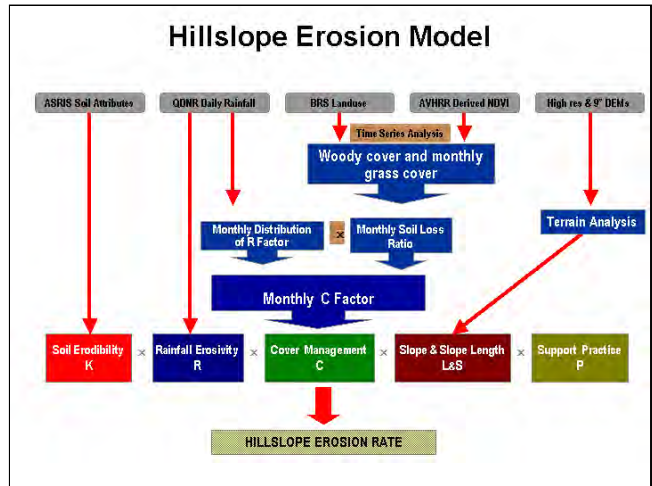 Hillslope Erosion Model
ASRIS Soil Attributes
QDNR Daily Rainfall
BRS Landuse
AVHRR Derived NDVI
High res & 9" DEMs
Time Series Analysis
Woody cover and monthly
grass cover
Monthly Distribution
of R Factor
x
Monthly Soil Loss
Ratio
Terrain Analysis
Monthly C Factor
Soil Erodibility
K
×
Rainfall Erosivity
R
×
Cover Management
C
×
Slope & Slope Length
L&S
×
Support Practise
P
HILLSLOPE EROSION RATE